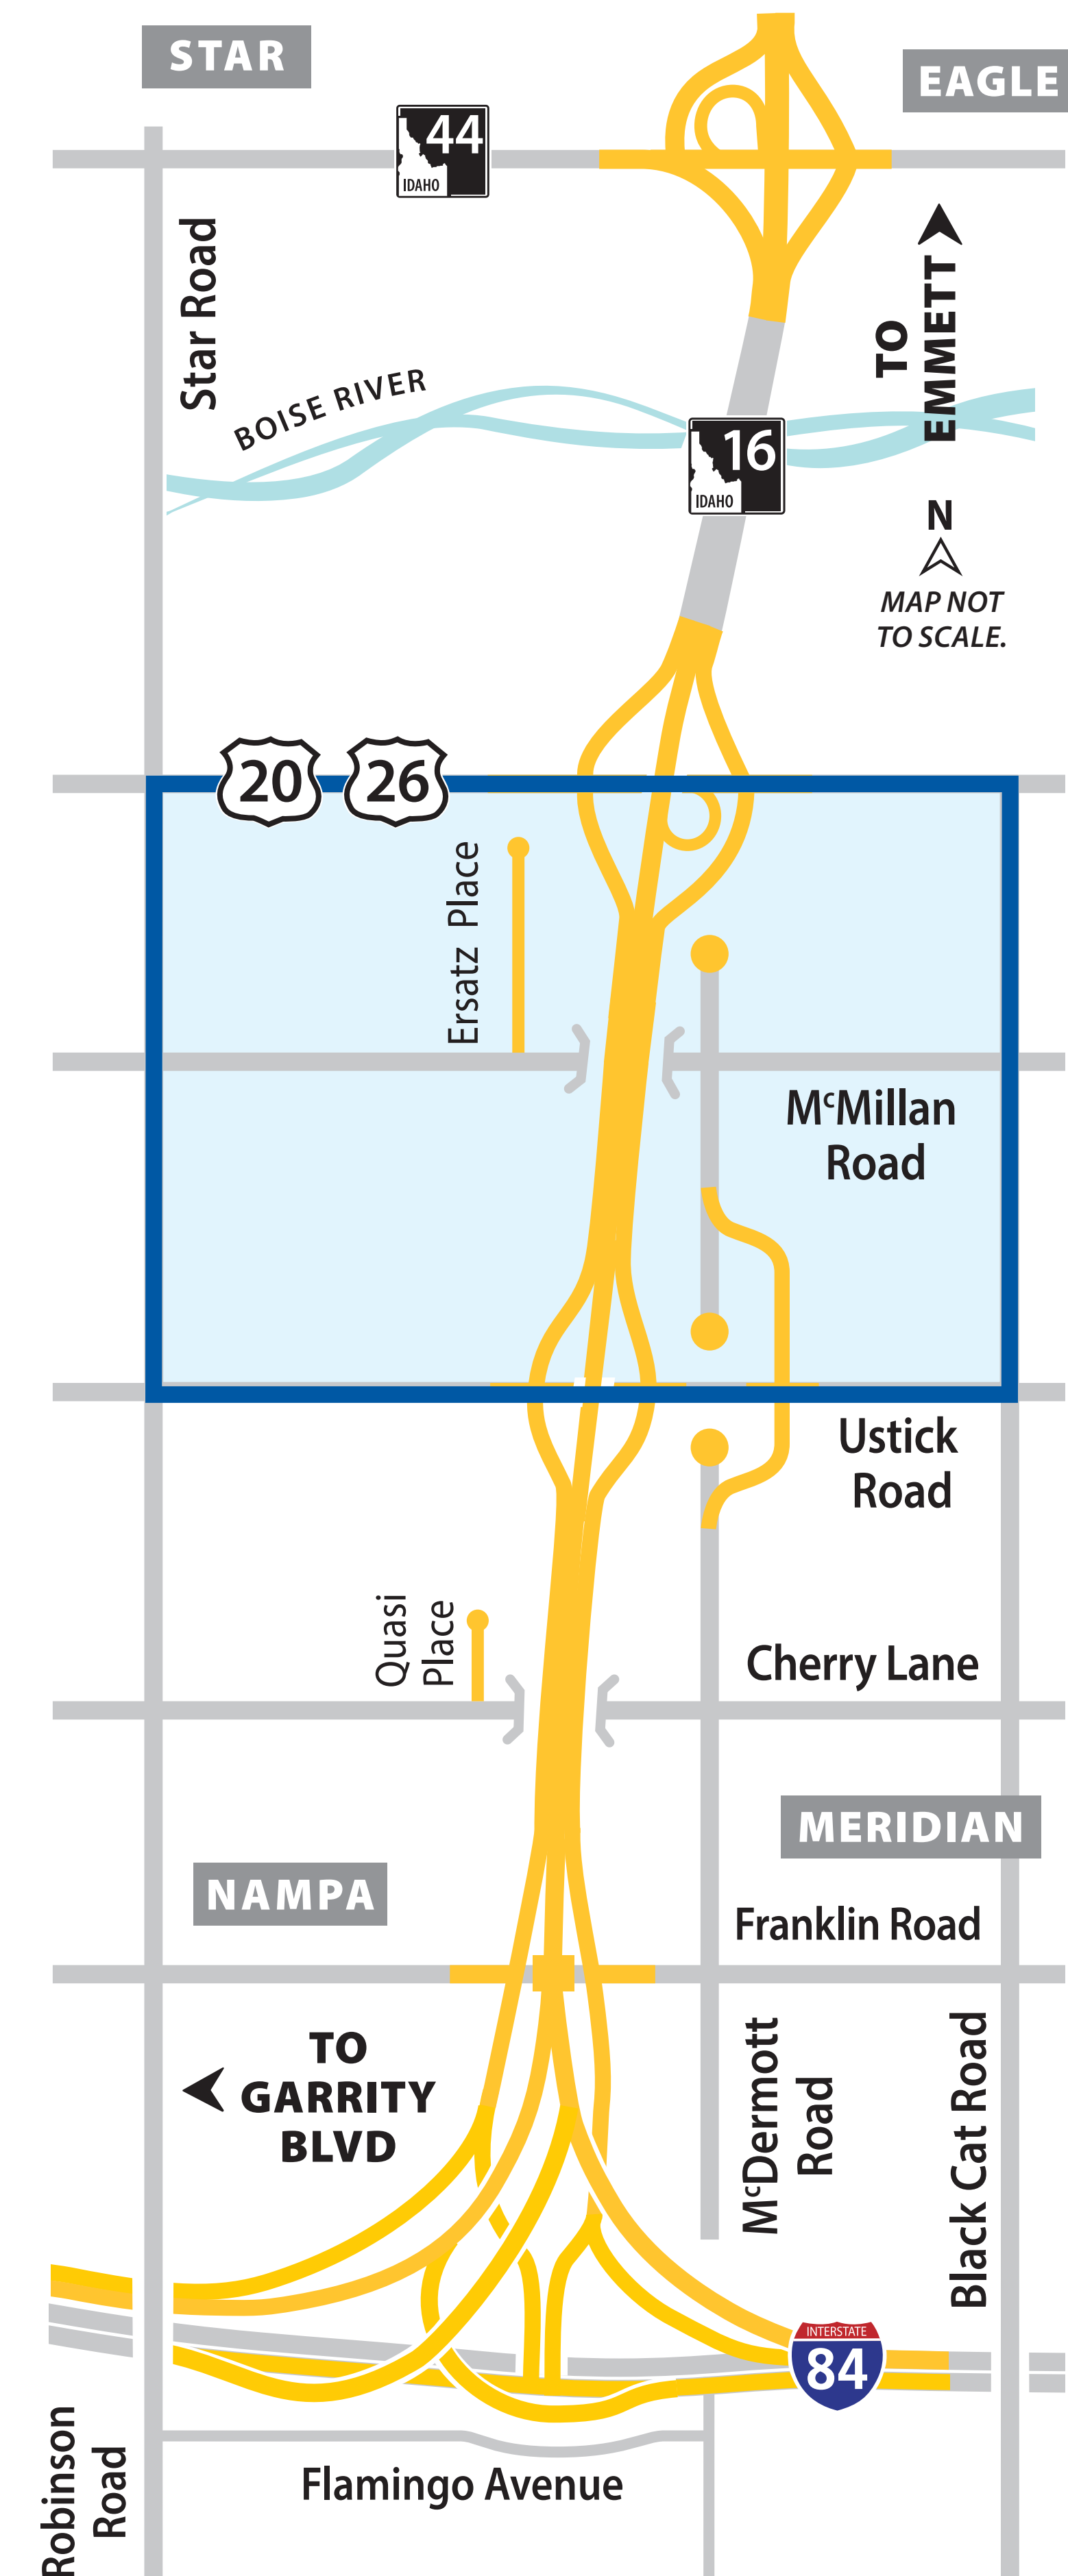 STAR
EAGLE
44
IDAHO
Star Road
TO
EMMETT
BOISE RIVER
16
IDAHO
N
MAP NOT
TO SCALE.
20
26
Ersatz Place
McMillan
Road
Ustick
Road
Quasi
Place
Cherry Lane
MERIDIAN
NAMPA
Franklin Road
TO
GARRITY
BLVD
McDermott
Road
Black Cat Road
INTERSTATE
84
Robinson
Road
Flamingo Avenue